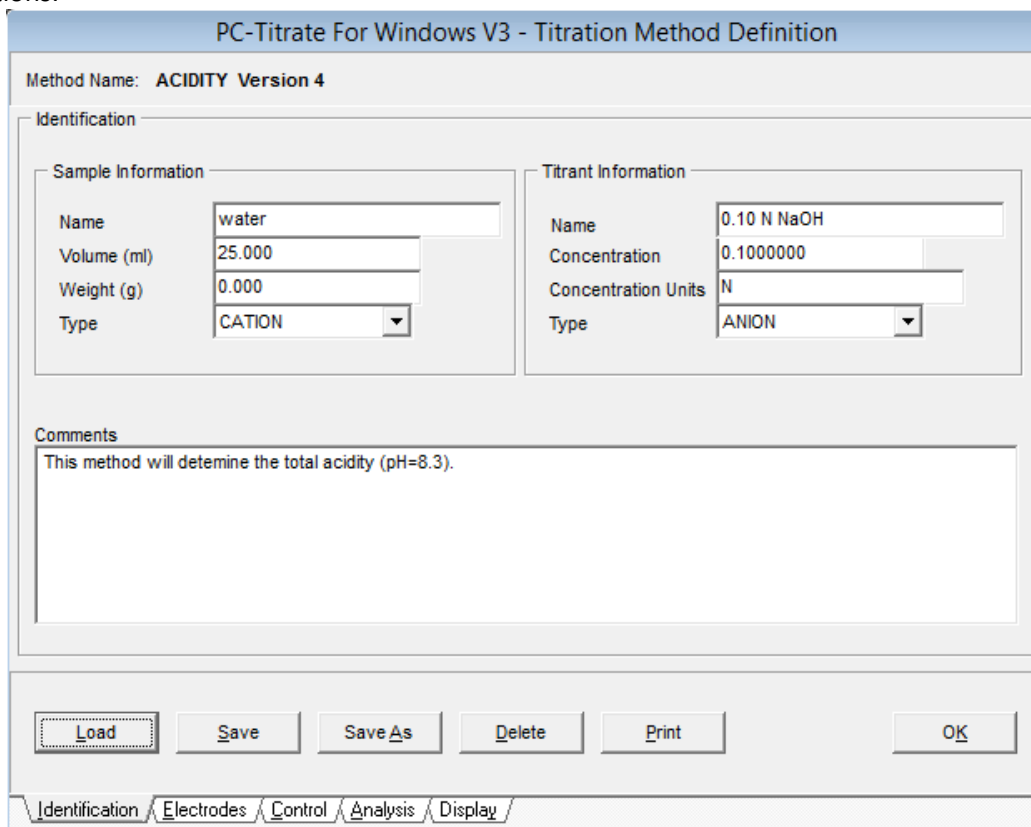 PC-Titrate For Windows V3 - Titration Method Definition
Method Name: ACIDITY Version 4
Identification
Sample Information
Name water
Volume (ml) 25.000
Weight (g) 0.000
Type CATION
Titrant Information
Name 0.10 N NaOH
Concentration 0.1000000
Concentration Units N
Type ANION
Comments
This method will detemine the total acidity (pH=8.3).
Load Save Save As Delete Print OK
Identification Electrodes Control Analysis Display